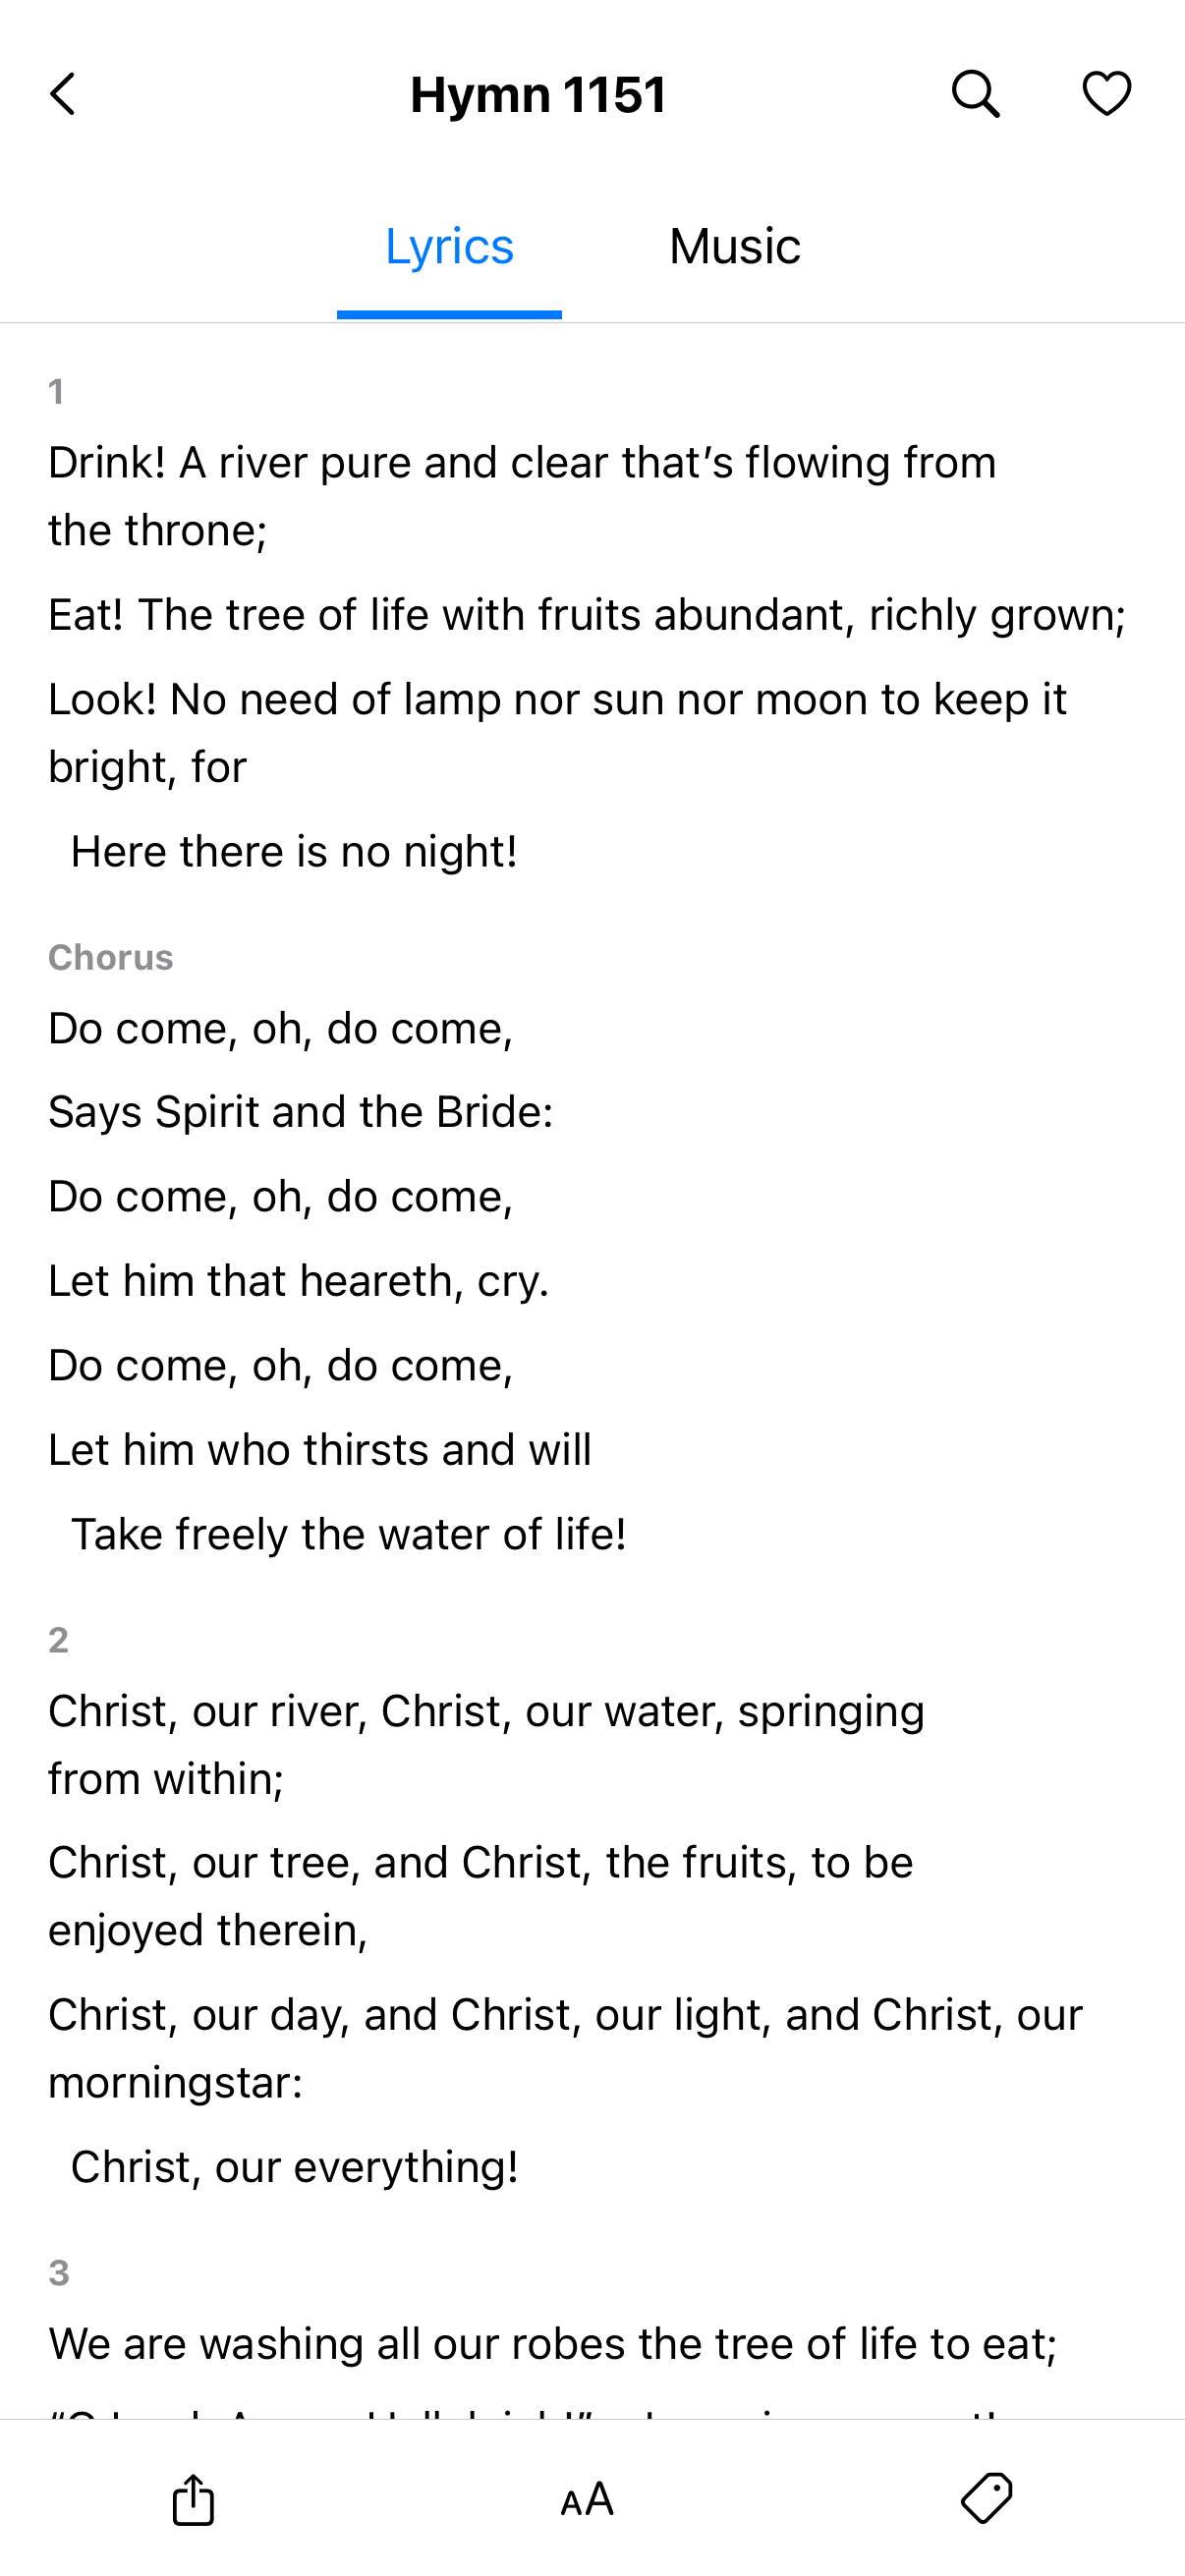 Hymn 1151
Lyrics
Music
1
Drink! A river pure and clear that’s flowing from
the throne;
Eat! The tree of life with fruits abundant, richly grown;
Look! No need of lamp nor sun nor moon to keep it
bright, for
Here there is no night!
Chorus
Do come, oh, do come,
Says Spirit and the Bride:
Do come, oh, do come,
Let him that heareth, cry.
Do come, oh, do come,
Let him who thirsts and will
Take freely the water of life!
2
Christ, our river, Christ, our water, springing
from within;
Christ, our tree, and Christ, the fruits, to be
enjoyed therein,
Christ, our day, and Christ, our light, and Christ, our
morningstar:
Christ, our everything!
3
We are washing all our robes the tree of life to eat;
AA